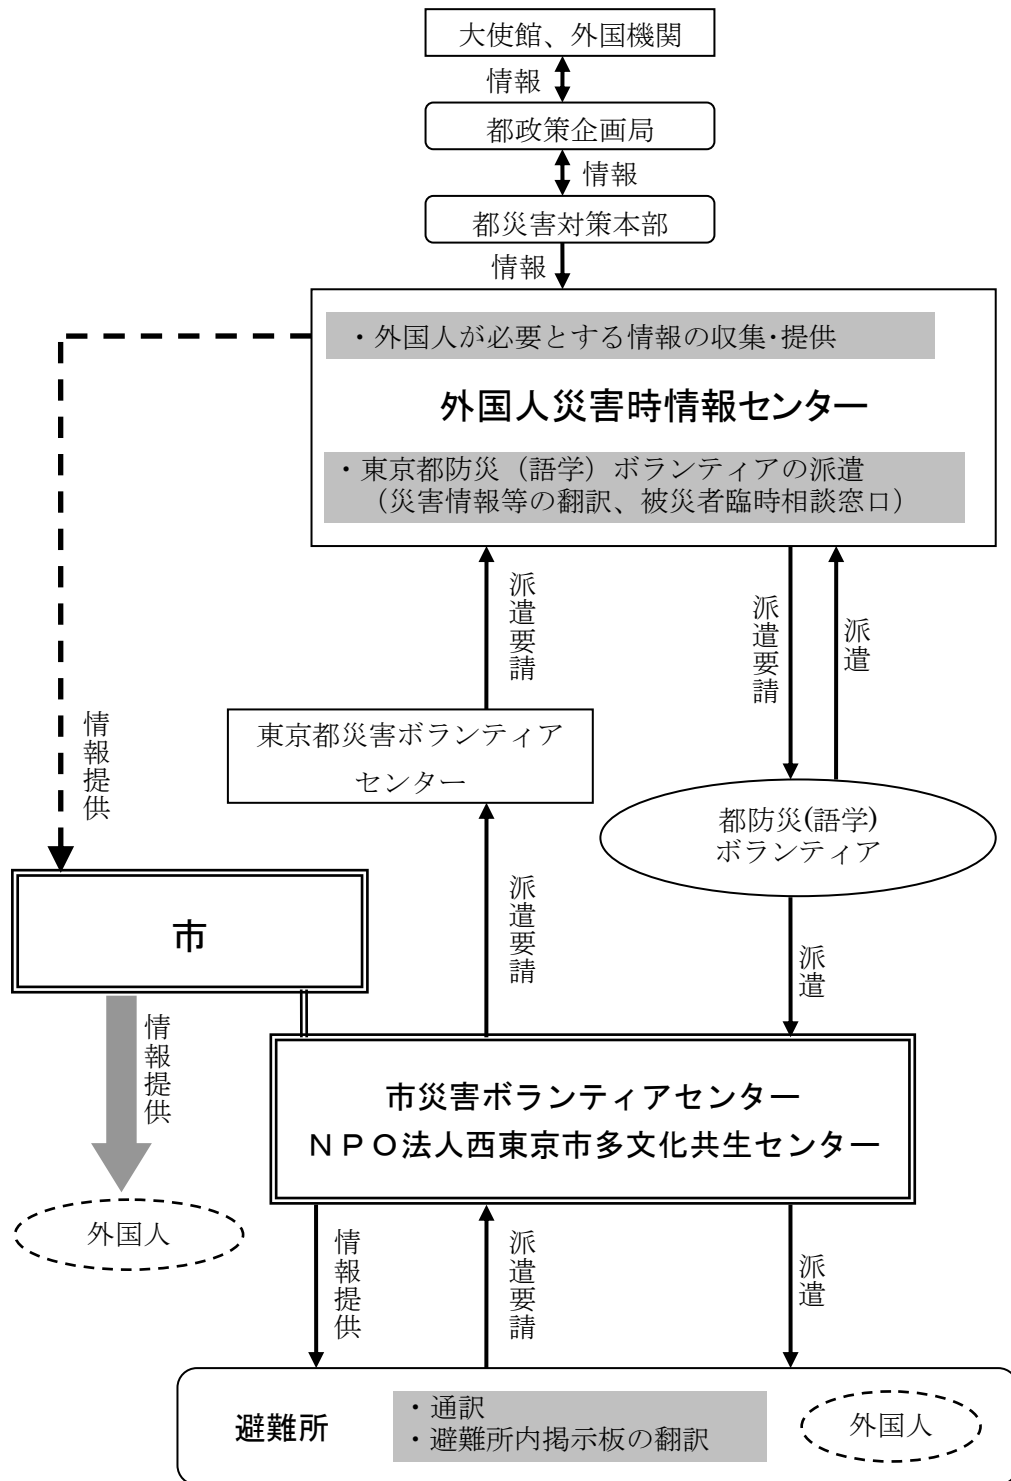 大使館、外国機関
情報
都政策企画局
情報
都災害対策本部
情報
・外国人が必要とする情報の収集･提供
外国人災害時情報センター
・東京都防災（語学）ボランティアの派遣
（災害情報等の翻訳、被災者臨時相談窓口）
派遣要請
派遣要請
派遣
情報提供
東京都災害ボランティア
センター
都防災(語学)
ボランティア
市
派遣要請
派遣
情報提供
市災害ボランティアセンター
ＮＰＯ法人西東京市多文化共生センター
外国人
情報提供
派遣要請
派遣
避難所
・通訳
・避難所内掲示板の翻訳
外国人